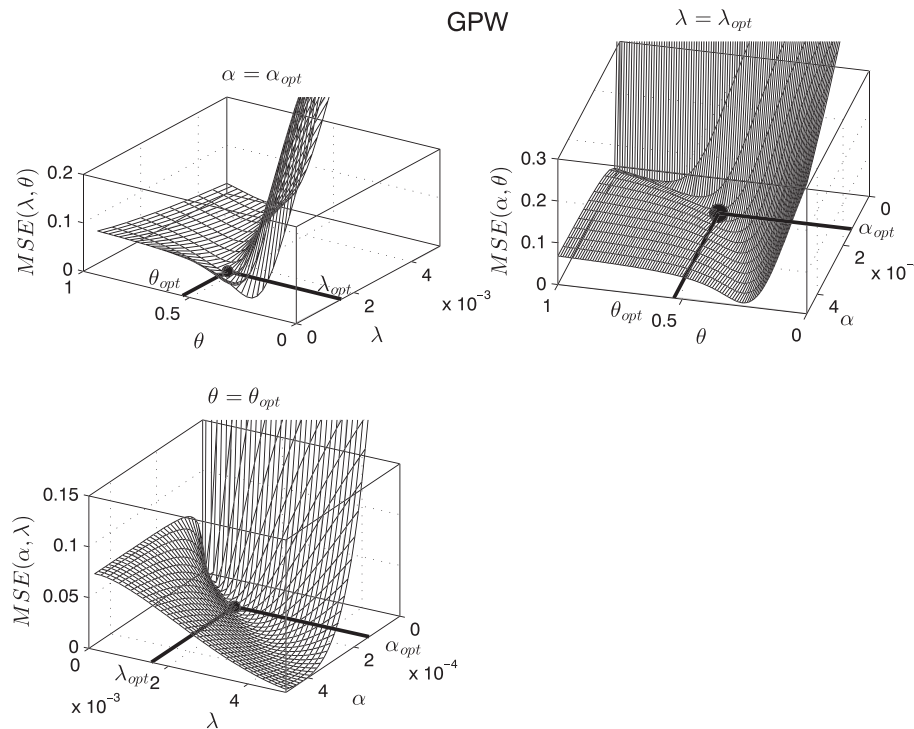 GPW
α = α_opt
0.2
0.1
0
MSE(λ, θ)
1
0.5
0
θ
θ_opt
λ_opt
0
2
4
x 10⁻³
λ
λ = λ_opt
0.3
0.2
0.1
0
MSE(α, θ)
1
0.5
0
θ
θ_opt
α_opt
0
2
4
x 10⁻
α
θ = θ_opt
0.15
0.1
0.05
0
MSE(α, λ)
0
2
4
x 10⁻³
λ
λ_opt
α_opt
0
2
4
x 10⁻⁴
α